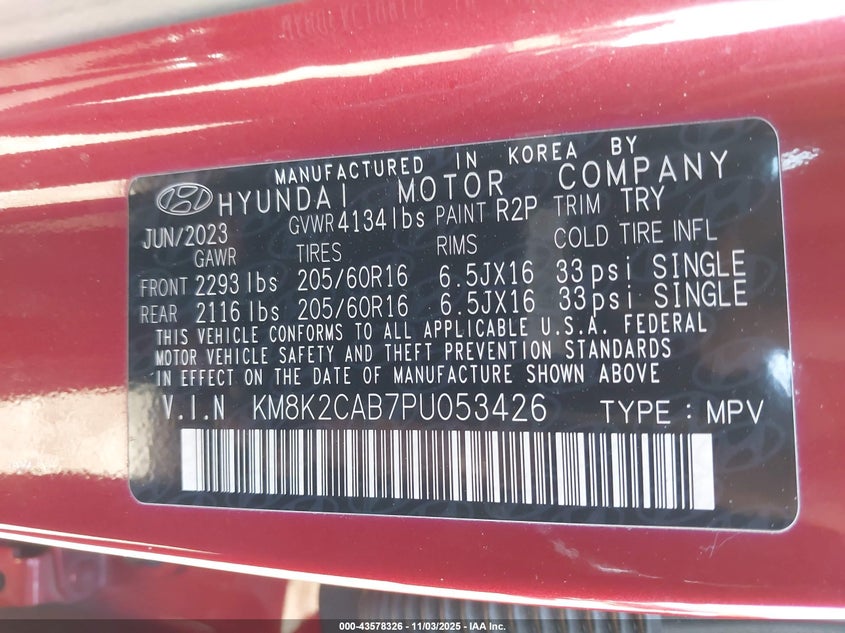 MANUFACTURED IN KOREA BY
HYUNDAI MOTOR COMPANY
JUN/2023 GVWR 4134 lbs PAINT R2P TRIM TRY
GAWR TIRES RIMS COLD TIRE INFL
FRONT 2293 lbs 205/60R16 6.5JX16 33 psi SINGLE
REAR 2116 lbs 205/60R16 6.5JX16 33 psi SINGLE
THIS VEHICLE CONFORMS TO ALL APPLICABLE U.S.A. FEDERAL
MOTOR VEHICLE SAFETY AND THEFT PREVENTION STANDARDS
IN EFFECT ON THE DATE OF MANUFACTURE SHOWN ABOVE
V.I.N KM8K2CAB7PU053426 TYPE : MPV
000-43578326 - 11/03/2025 - IAA Inc.